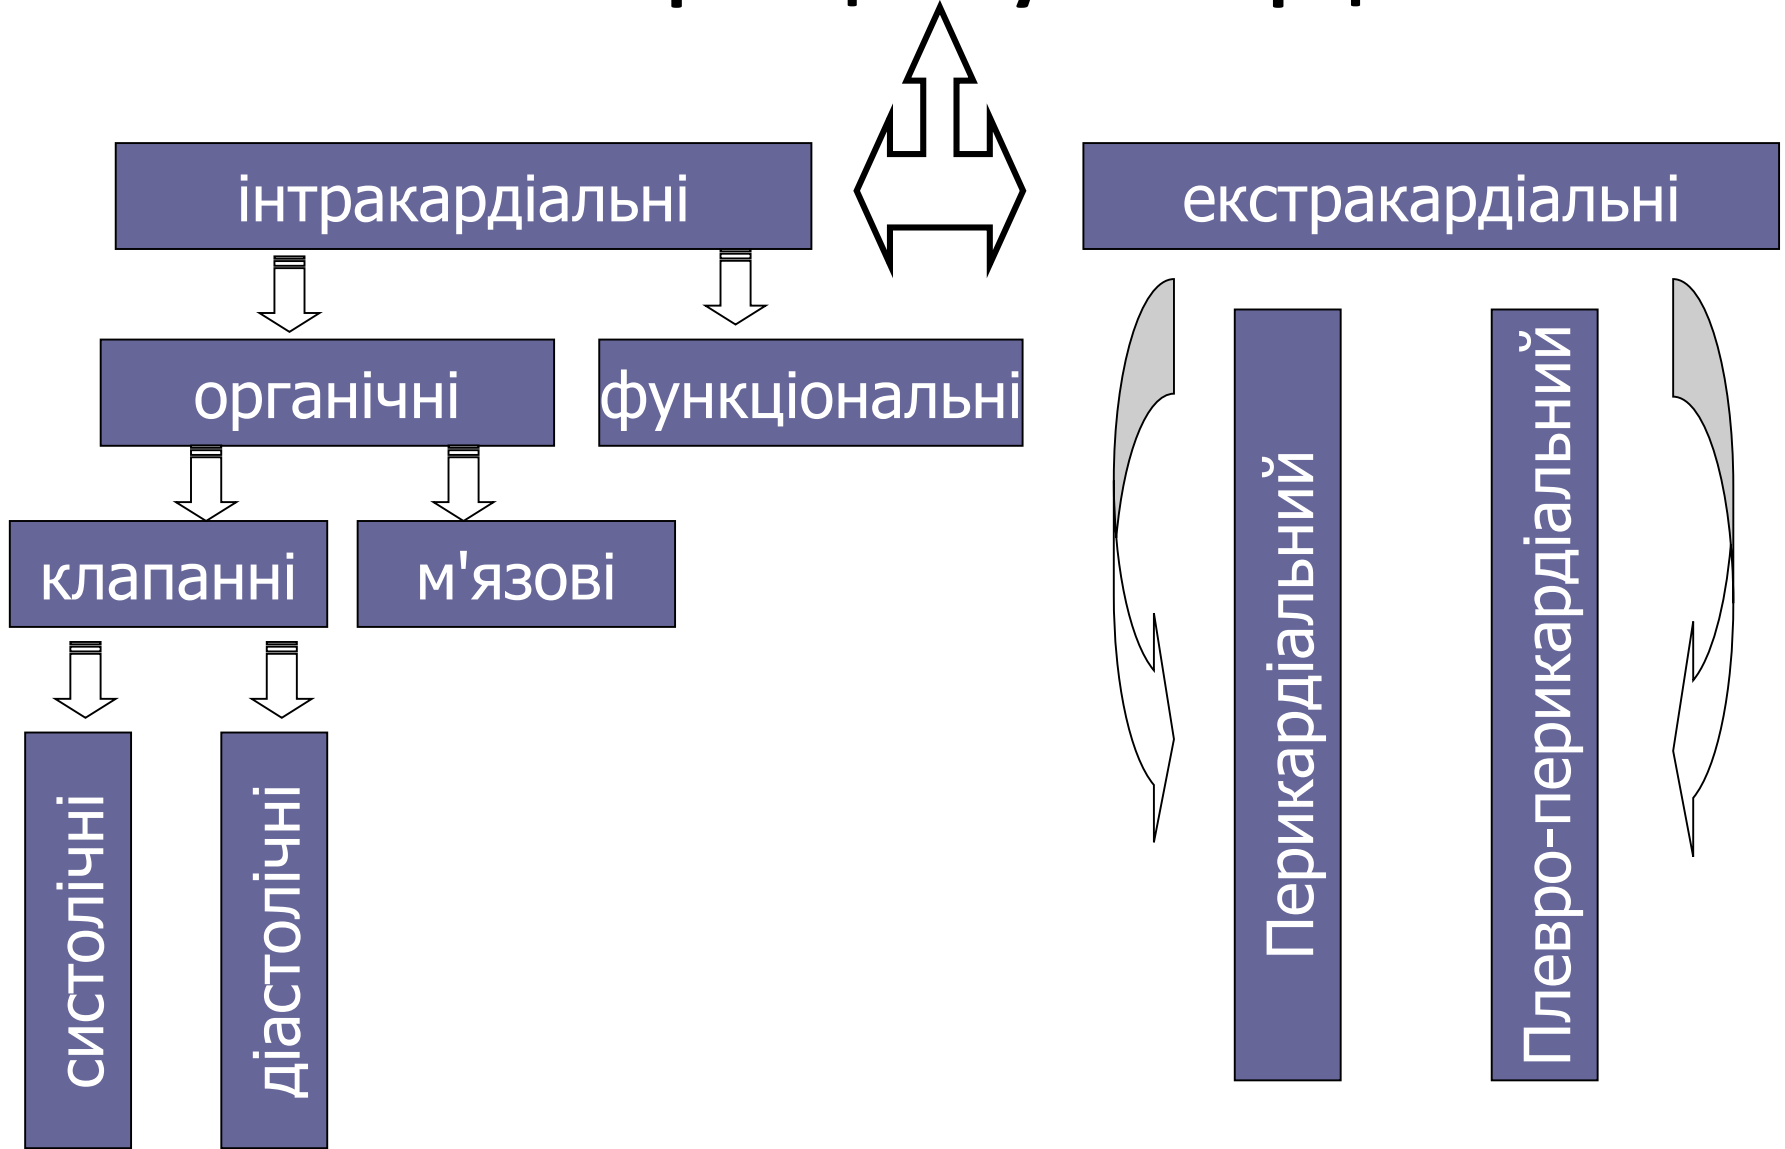 інтракардіальні
екстракардіальні
органічні
функціональні
клапанні
м'язові
систолічні
діастолічні
Перикардіальний
Плевро-перикардіальний